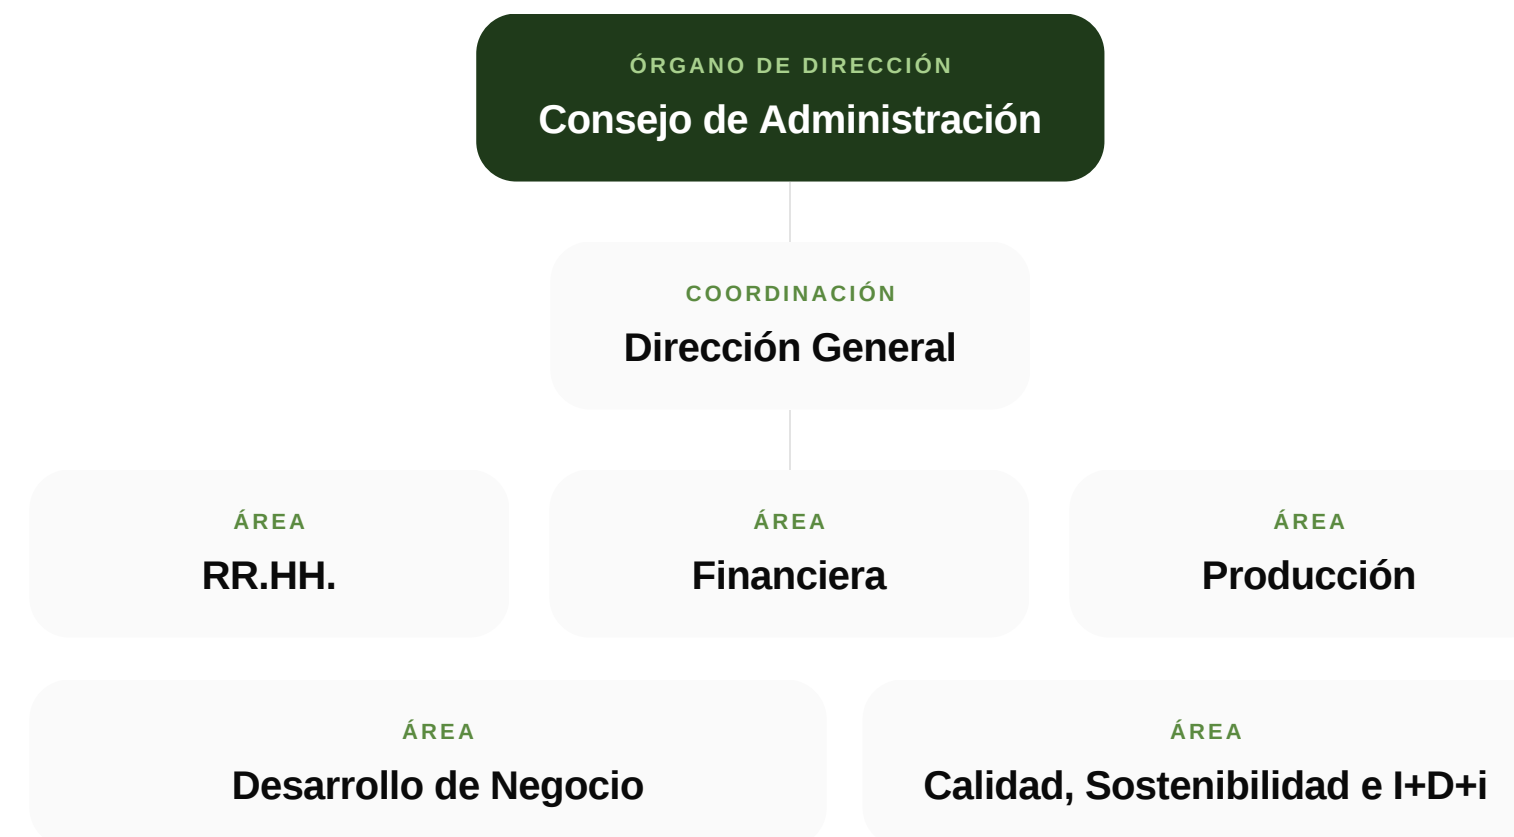 ÓRGANO DE DIRECCIÓN
Consejo de Administración
COORDINACIÓN
Dirección General
ÁREA
RR.HH.
ÁREA
Financiera
ÁREA
Producción
ÁREA
Desarrollo de Negocio
ÁREA
Calidad, Sostenibilidad e I+D+i